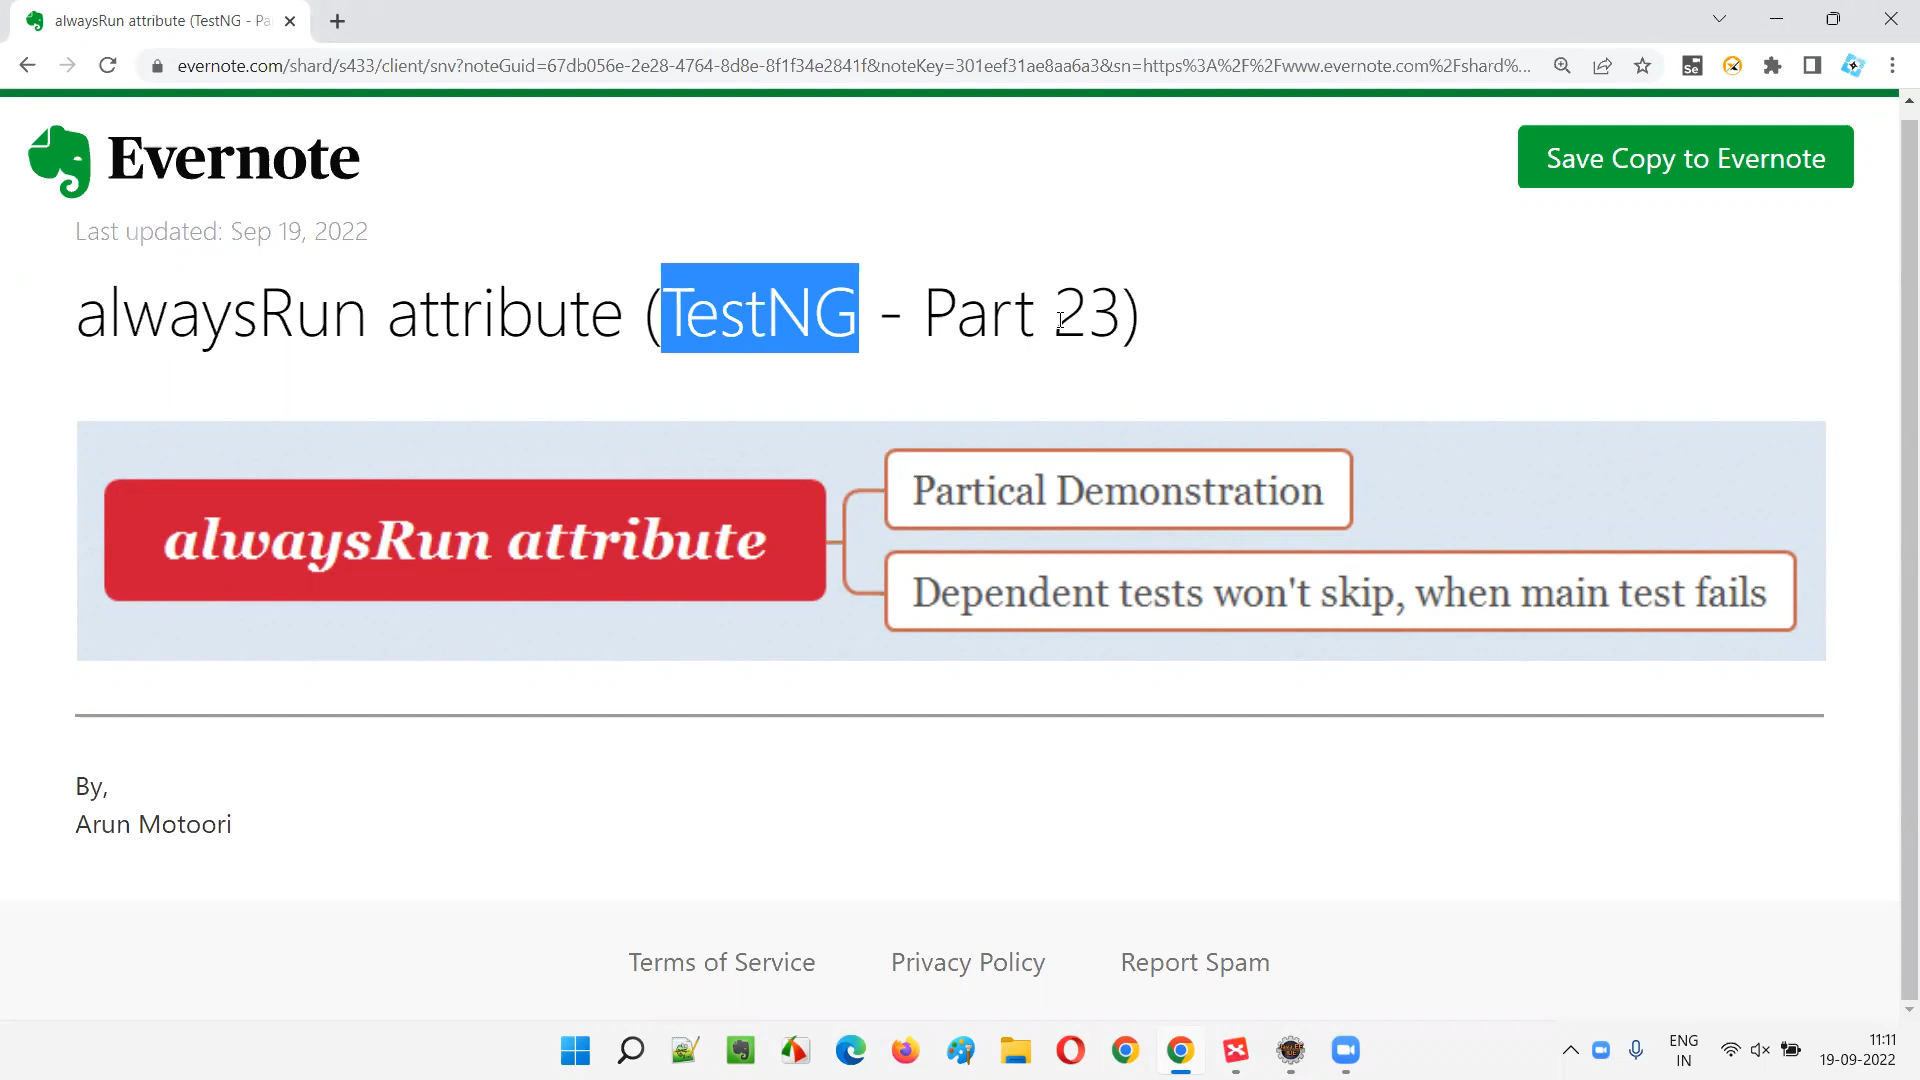 alwaysRun attribute (TestNG - Pa
evernote.com/shard/s433/client/snv?noteGuid=67db056e-2e28-4764-8d8e-8f1f34e2841f&noteKey=301eef31ae8aa6a3&sn=https%3A%2F%2Fwww.evernote.com%2Fshard%...
Se
Evernote
Save Copy to Evernote
Last updated: Sep 19, 2022
alwaysRun attribute (TestNG - Part 23)
alwaysRun attribute
Partical Demonstration
Dependent tests won't skip, when main test fails
By,
Arun Motoori
Terms of Service
Privacy Policy
Report Spam
ENG
IN
11:11
19-09-2022